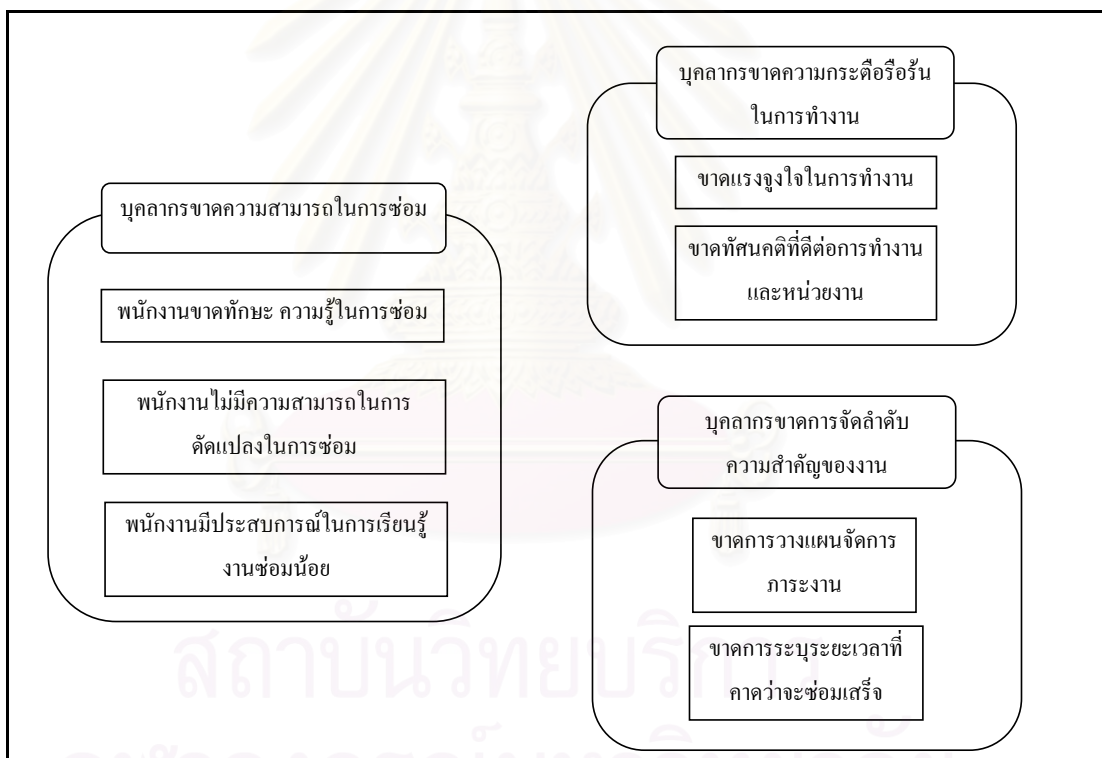 บุคลากรขาดความสามารถในการซ่อม
พนักงานขาดทักษะ ความรู้ในการซ่อม
พนักงานไม่มีความสามารถในการ
ดัดแปลงในการซ่อม
พนักงานมีประสบการณ์ในการเรียนรู้
งานซ่อมน้อย
บุคลากรขาดความกระตือรือร้น
ในการทำงาน
ขาดแรงจูงใจในการทำงาน
ขาดทัศนคติที่ดีต่อการทำงาน
และหน่วยงาน
บุคลากรขาดการจัดลำดับ
ความสำคัญของงาน
ขาดการวางแผนจัดการ
ภาระงาน
ขาดการระบุระยะเวลาที่
คาดว่าจะซ่อมเสร็จ
สถาบันวิทยบริการ